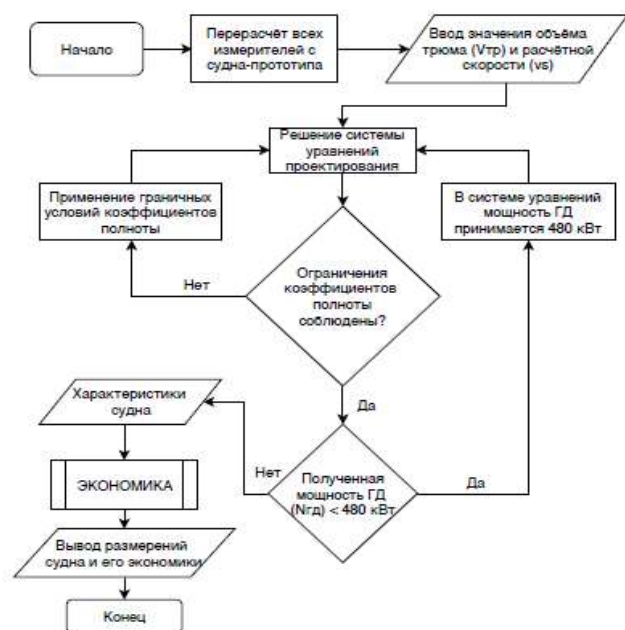 Начало
Перерасчёт всех
измерителей с
судна-прототипа
Ввод значения объёма
трюма (Vтр) и расчётной
скорости (vs)
Решение системы
уравнений
проектирования
Применение граничных
условий коэффициентов
полноты
В системе уравнений
мощность ГД
принимается 480 кВт
Нет
Ограничения
коэффициентов
полноты
соблюдены?
Да
Характеристики
судна
Нет
Полученная
мощность ГД
(Nгд) < 480 кВт
Да
ЭКОНОМИКА
Вывод размерений
судна и его экономики
Конец